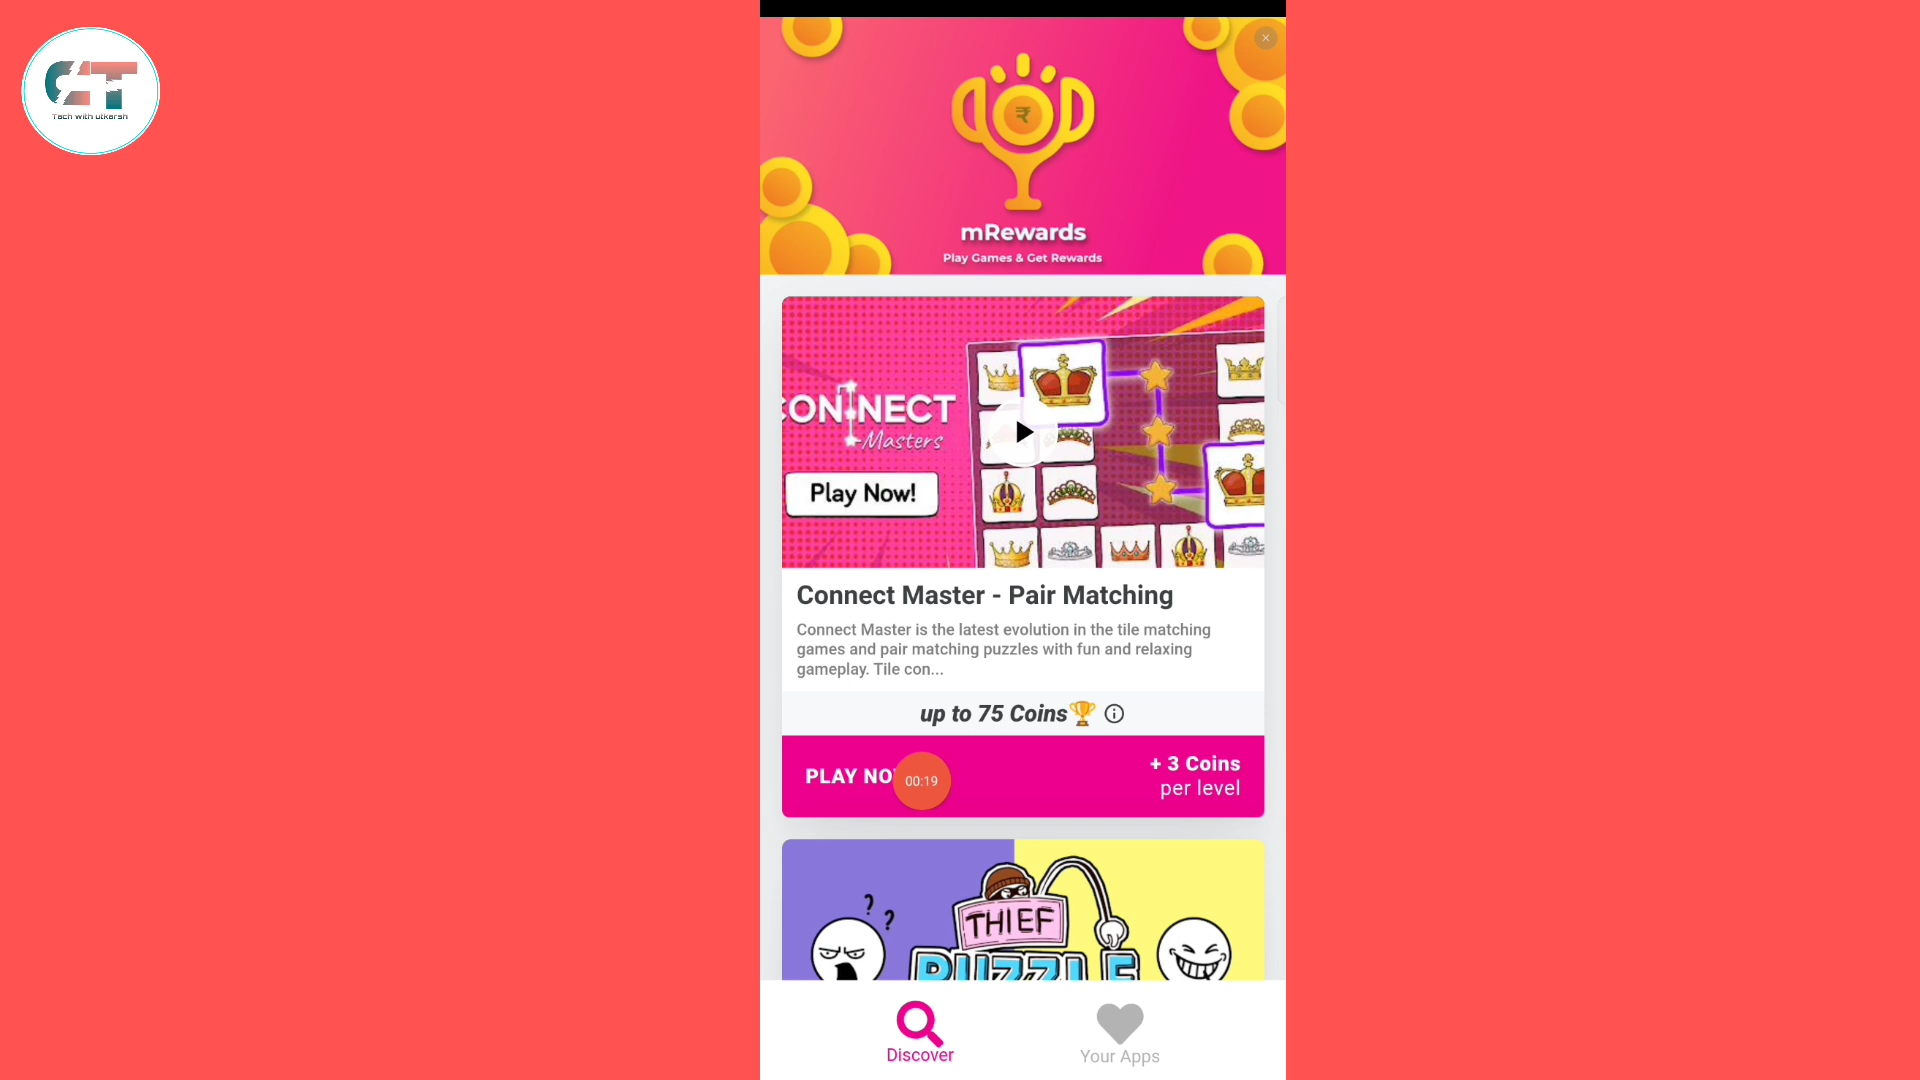 Tech with utkarsh
₹
mRewards
Play Games & Get Rewards
CONNECT
Masters
Play Now!
Connect Master - Pair Matching
Connect Master is the latest evolution in the tile matching
games and pair matching puzzles with fun and relaxing
gameplay. Tile con...
up to 75 Coins
PLAY NO
00:19
+ 3 Coins
per level
? ?
THIEF
PUZZLE
Discover
Your Apps